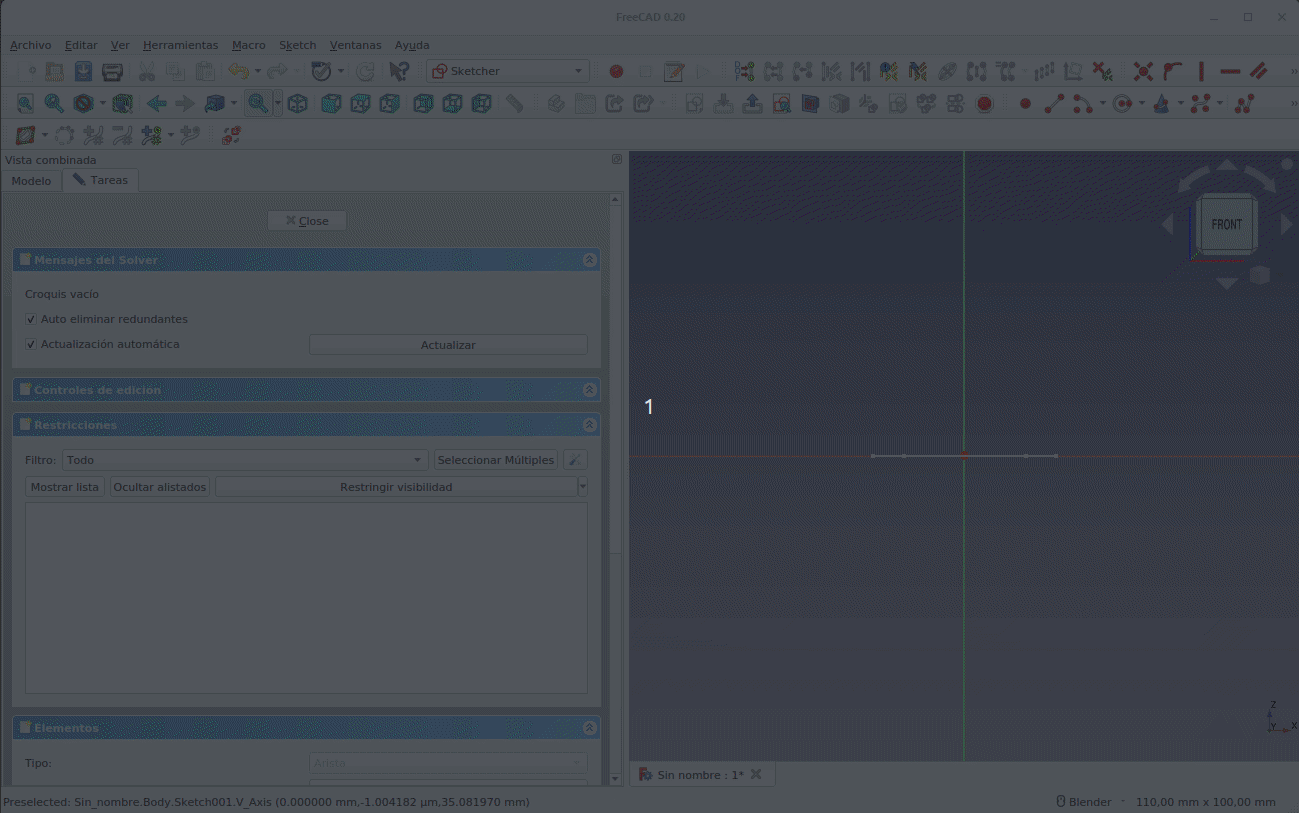 FreeCAD 0.20
Archivo Editar Ver Herramientas Macro Sketch Ventanas Ayuda
Sketcher
Vista combinada
Modelo Tareas
Close
Mensajes del Solver
Croquis vacío
Auto eliminar redundantes
Actualización automática Actualizar
Controles de edición
Restricciones
Filtro: Todo Seleccionar Múltiples
Mostrar lista Ocultar alistados Restringir visibilidad
Elementos
Tipo: Arista
FRONT
1
Z
Y X
Sin nombre : 1*
Preselected: Sin_nombre.Body.Sketch001.V_Axis (0.000000 mm,-1.004182 µm,35.081970 mm) Blender 110,00 mm x 100,00 mm